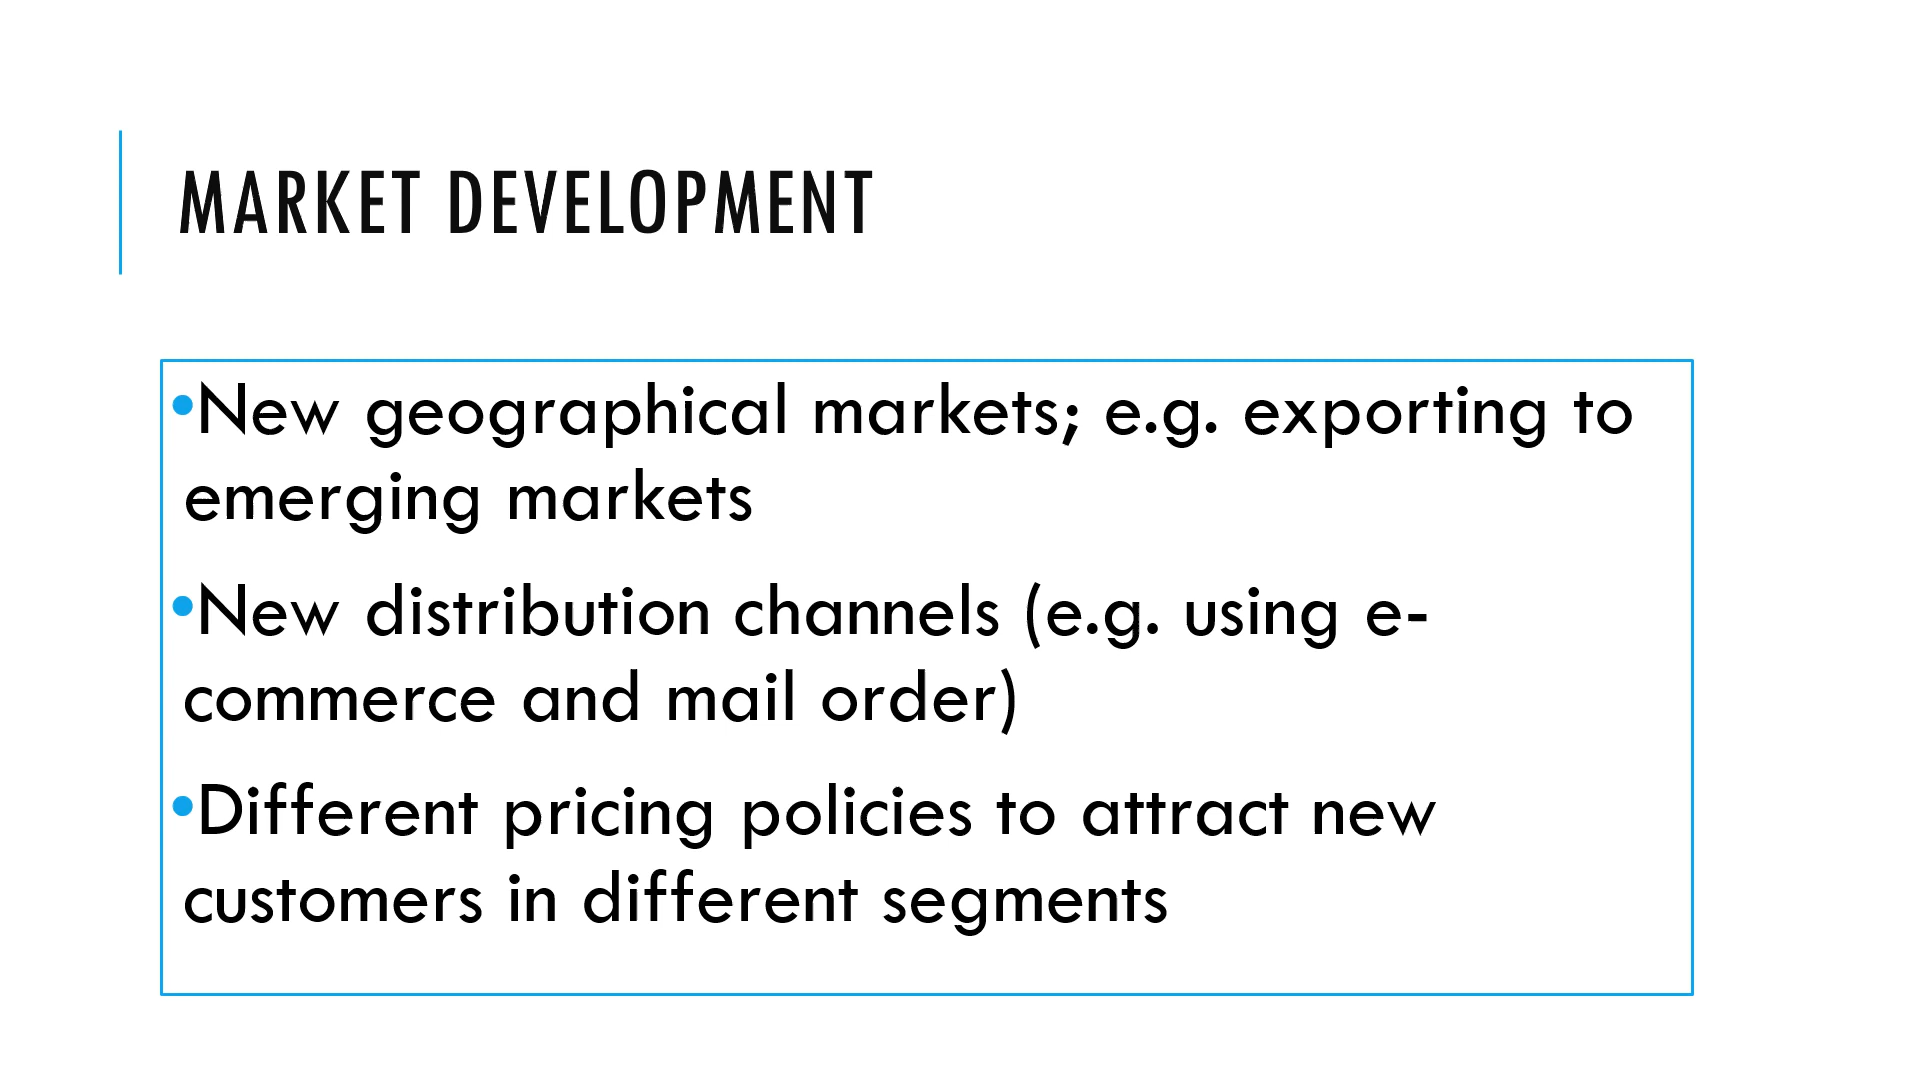 MARKET DEVELOPMENT
•New geographical markets; e.g. exporting to
emerging markets
•New distribution channels (e.g. using e-
commerce and mail order)
•Different pricing policies to attract new
customers in different segments